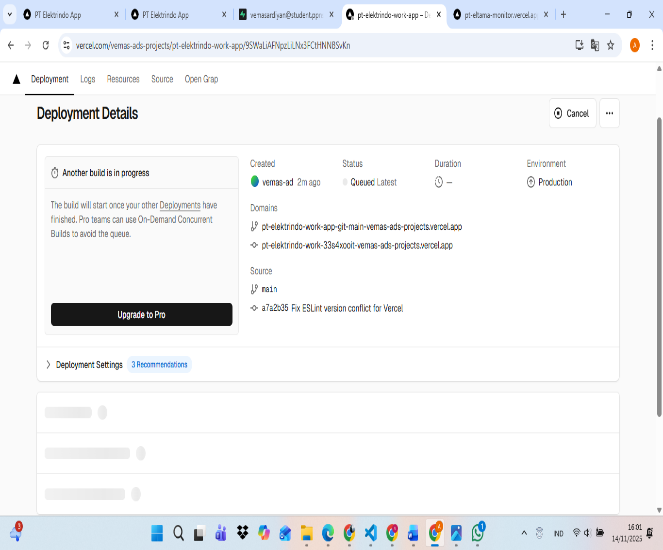 PT Elektrindo App
PT Elektrindo App
vemasardiyan@student.ppn
pt-elektrindo-work-app – De
pt-eltama-monitor.vercel.ap
vercel.com/vemas-ads-projects/pt-elektrindo-work-app/9SWaLiAFNpzLiLNx3FCtHNNBSvKn
A
Deployment
Logs
Resources
Source
Open Grap
Deployment Details
Cancel
Another build is in progress
The build will start once your other Deployments have
finished. Pro teams can use On-Demand Concurrent
Builds to avoid the queue.
Upgrade to Pro
Created
Status
Duration
Environment
vemas-ad 2m ago
Queued Latest
—
Production
Domains
pt-elektrindo-work-app-git-main-vemas-ads-projects.vercel.app
pt-elektrindo-work-33s4xooit-vemas-ads-projects.vercel.app
Source
main
a7a2b35 Fix ESLint version conflict for Vercel
Deployment Settings
3 Recommendations
3
1
IND
16:01
14/11/2025